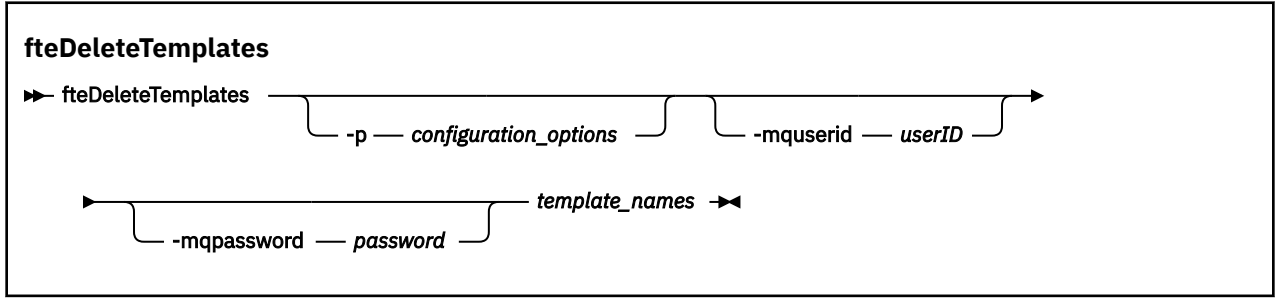 fteDeleteTemplates
fteDeleteTemplates
-p configuration_options -mquserid userID
template_names
-mqpassword password